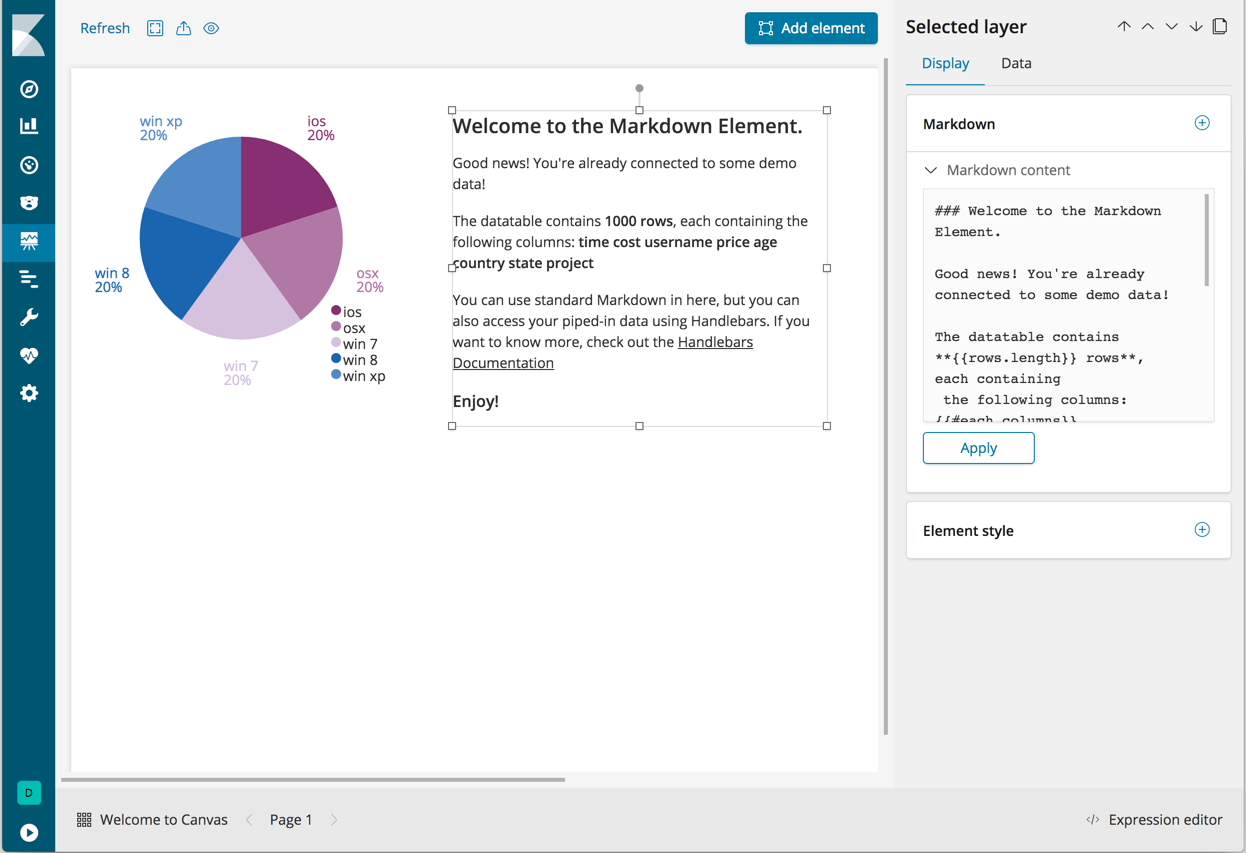 Refresh
Add element
Selected layer
Display Data
win xp
20%
ios
20%
osx
20%
win 7
20%
win 8
20%
ios
osx
win 7
win 8
win xp
Welcome to the Markdown Element.
Good news! You're already connected to some demo
data!
The datatable contains 1000 rows, each containing the
following columns: time cost username price age
country state project
You can use standard Markdown in here, but you can
also access your piped-in data using Handlebars. If you
want to know more, check out the Handlebars
Documentation
Enjoy!
Markdown
Markdown content
### Welcome to the Markdown
Element.
Good news! You're already
connected to some demo data!
The datatable contains
**{{rows.length}} rows**,
each containing
the following columns:
{{#each columns}}
Apply
Element style
D
Welcome to Canvas
Page 1
Expression editor